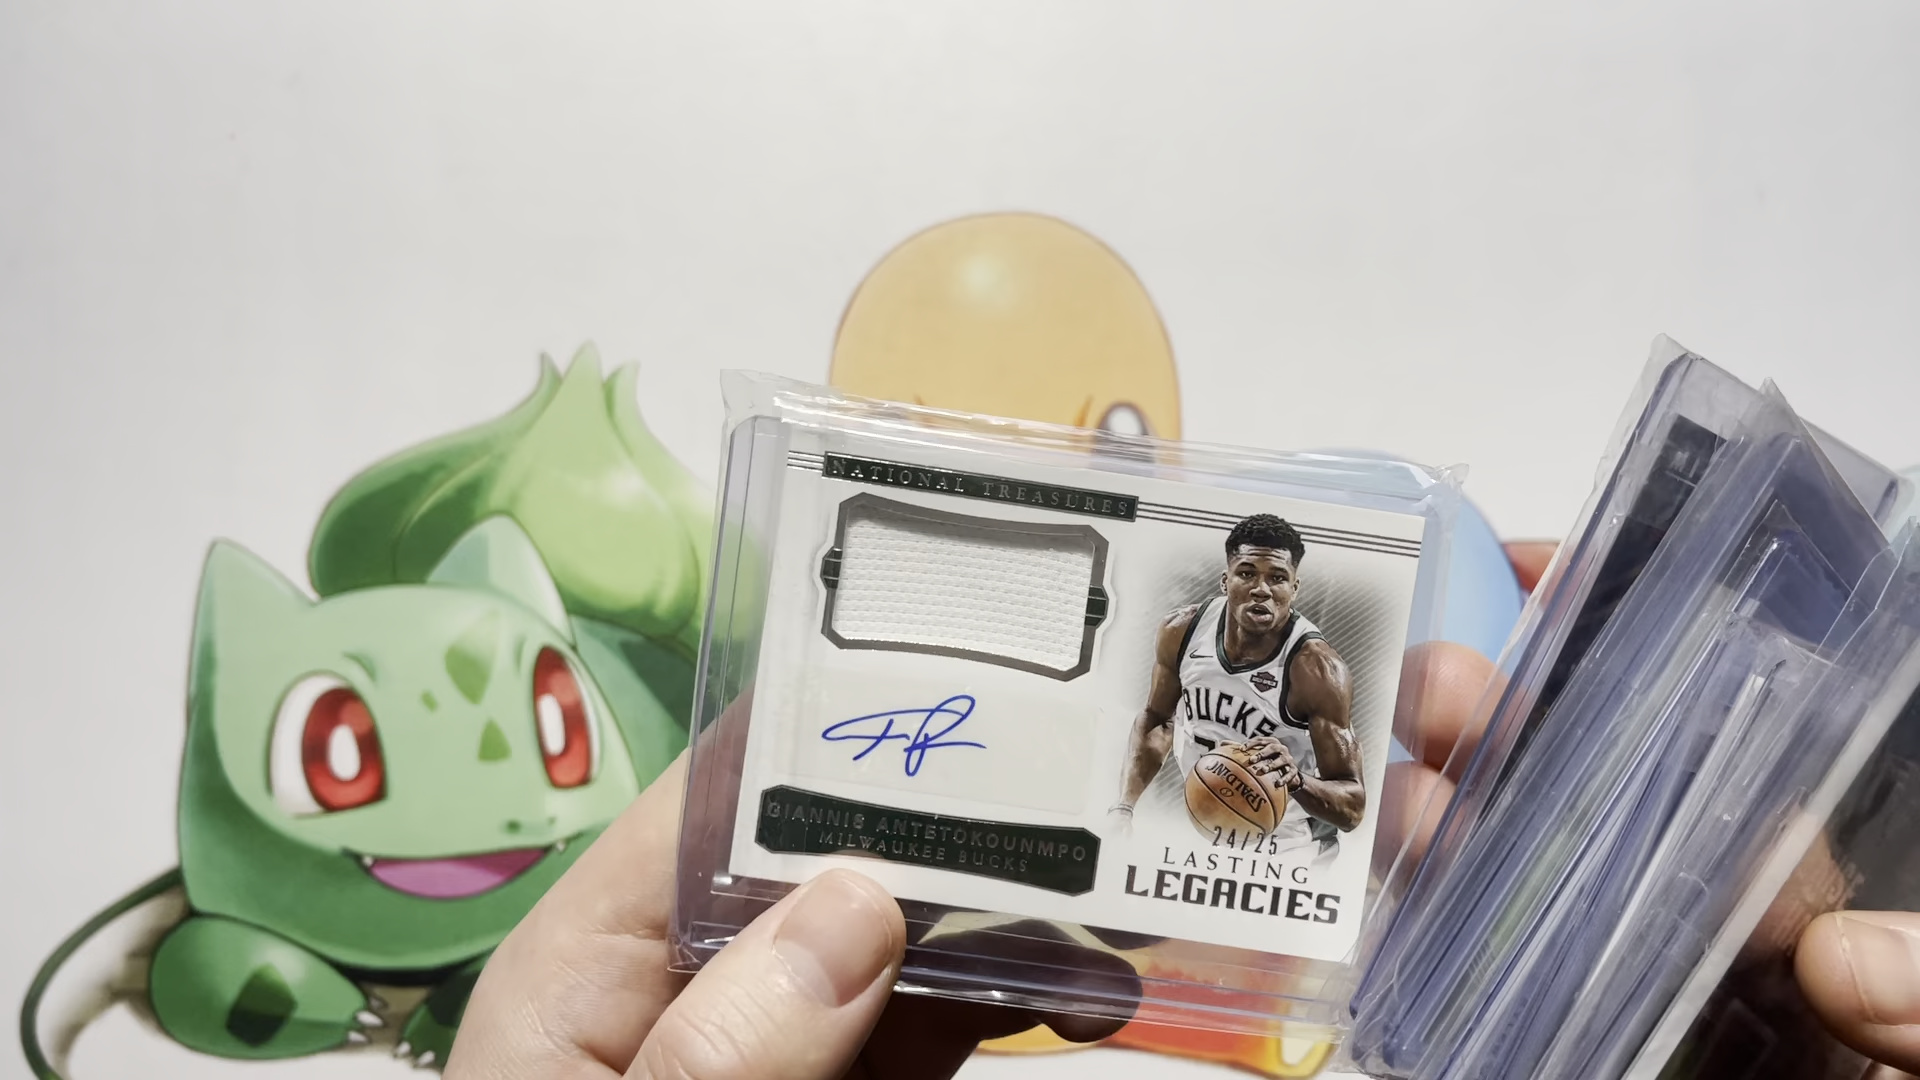 NATIONAL TREASURES
BUCKS
SPALDING
GIANNIS ANTETOKOUNMPO
MILWAUKEE BUCKS
24/25
LASTING
LEGACIES